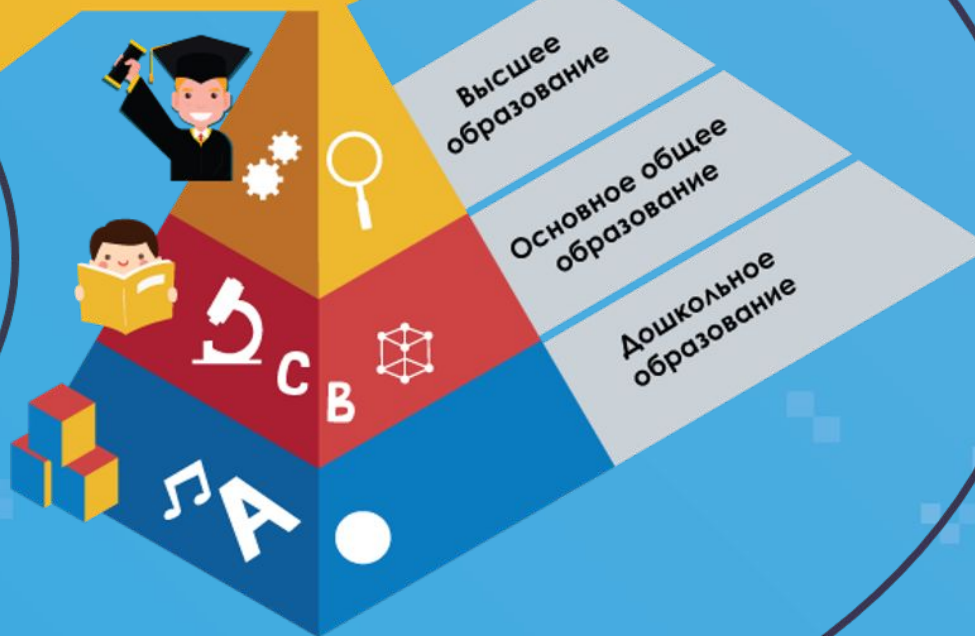 Высшее
образование
Основное общее
образование
Дошкольное
образование
C
B
A